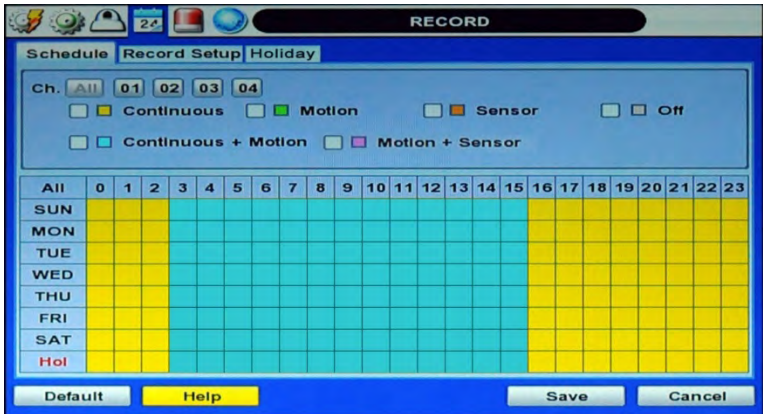 24
RECORD
Schedule Record Setup Holiday
Ch. All 01 02 03 04
Continuous Motion Sensor Off
Continuous + Motion Motion + Sensor
All 0 1 2 3 4 5 6 7 8 9 10 11 12 13 14 15 16 17 18 19 20 21 22 23
SUN
MON
TUE
WED
THU
FRI
SAT
Hol
Default Help Save Cancel